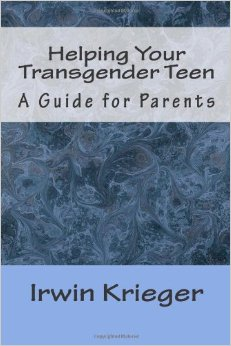 Helping Your
Transgender Teen
A Guide for Parents
Irwin Krieger